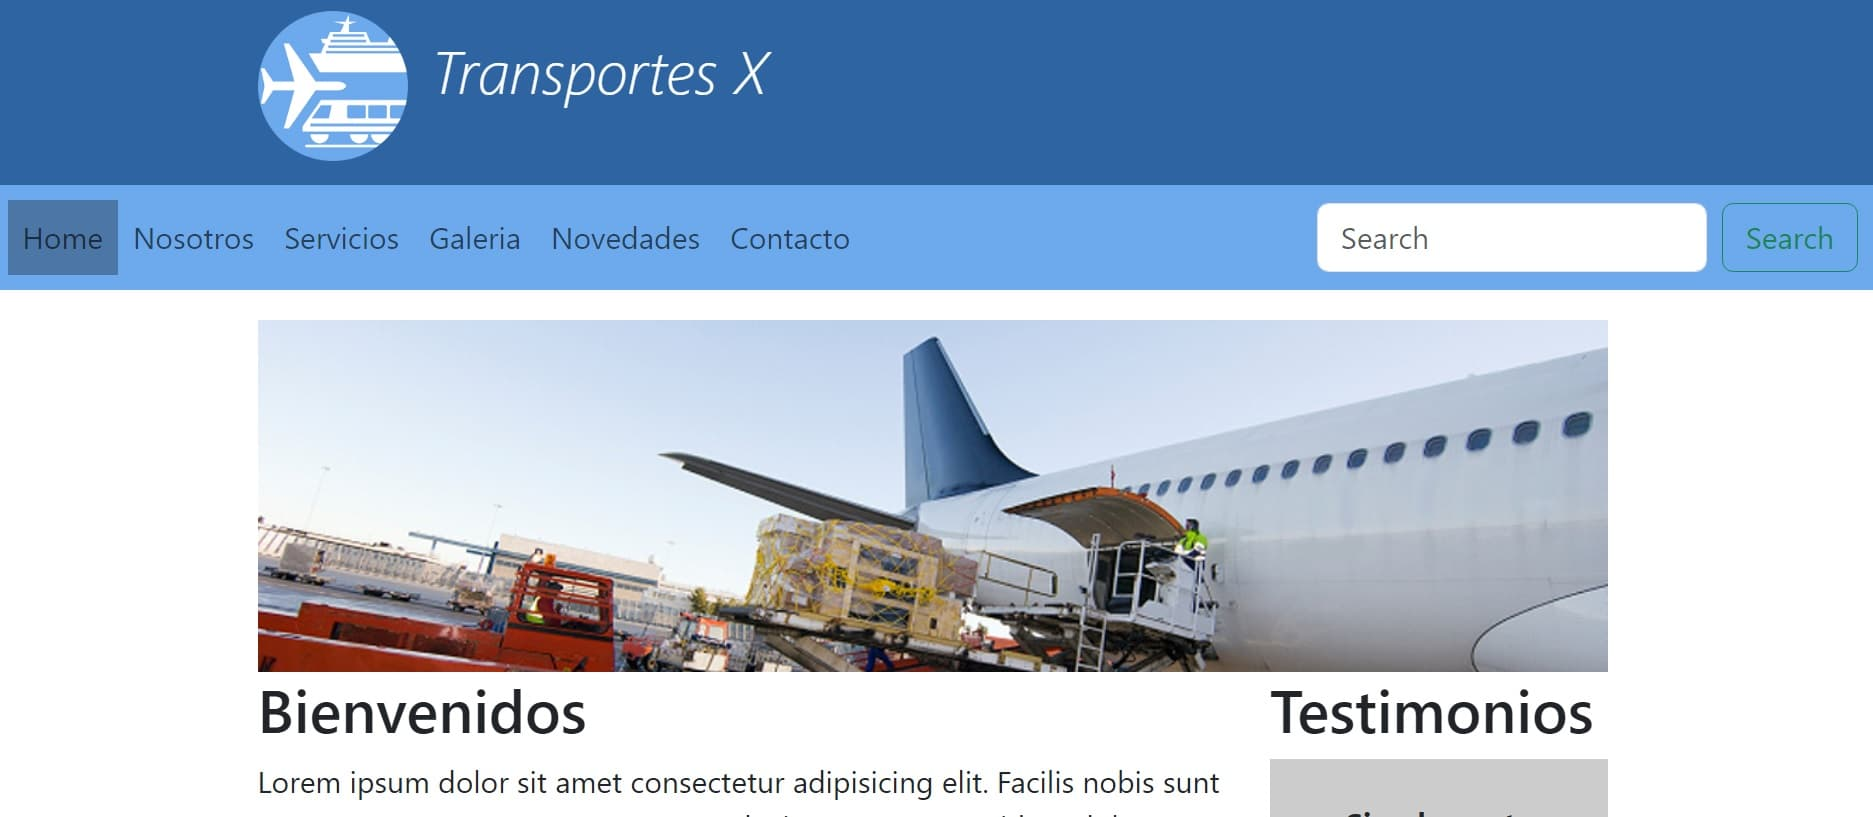 Transportes X
Home Nosotros Servicios Galeria Novedades Contacto Search Search
Bienvenidos
Testimonios
Lorem ipsum dolor sit amet consectetur adipisicing elit. Facilis nobis sunt